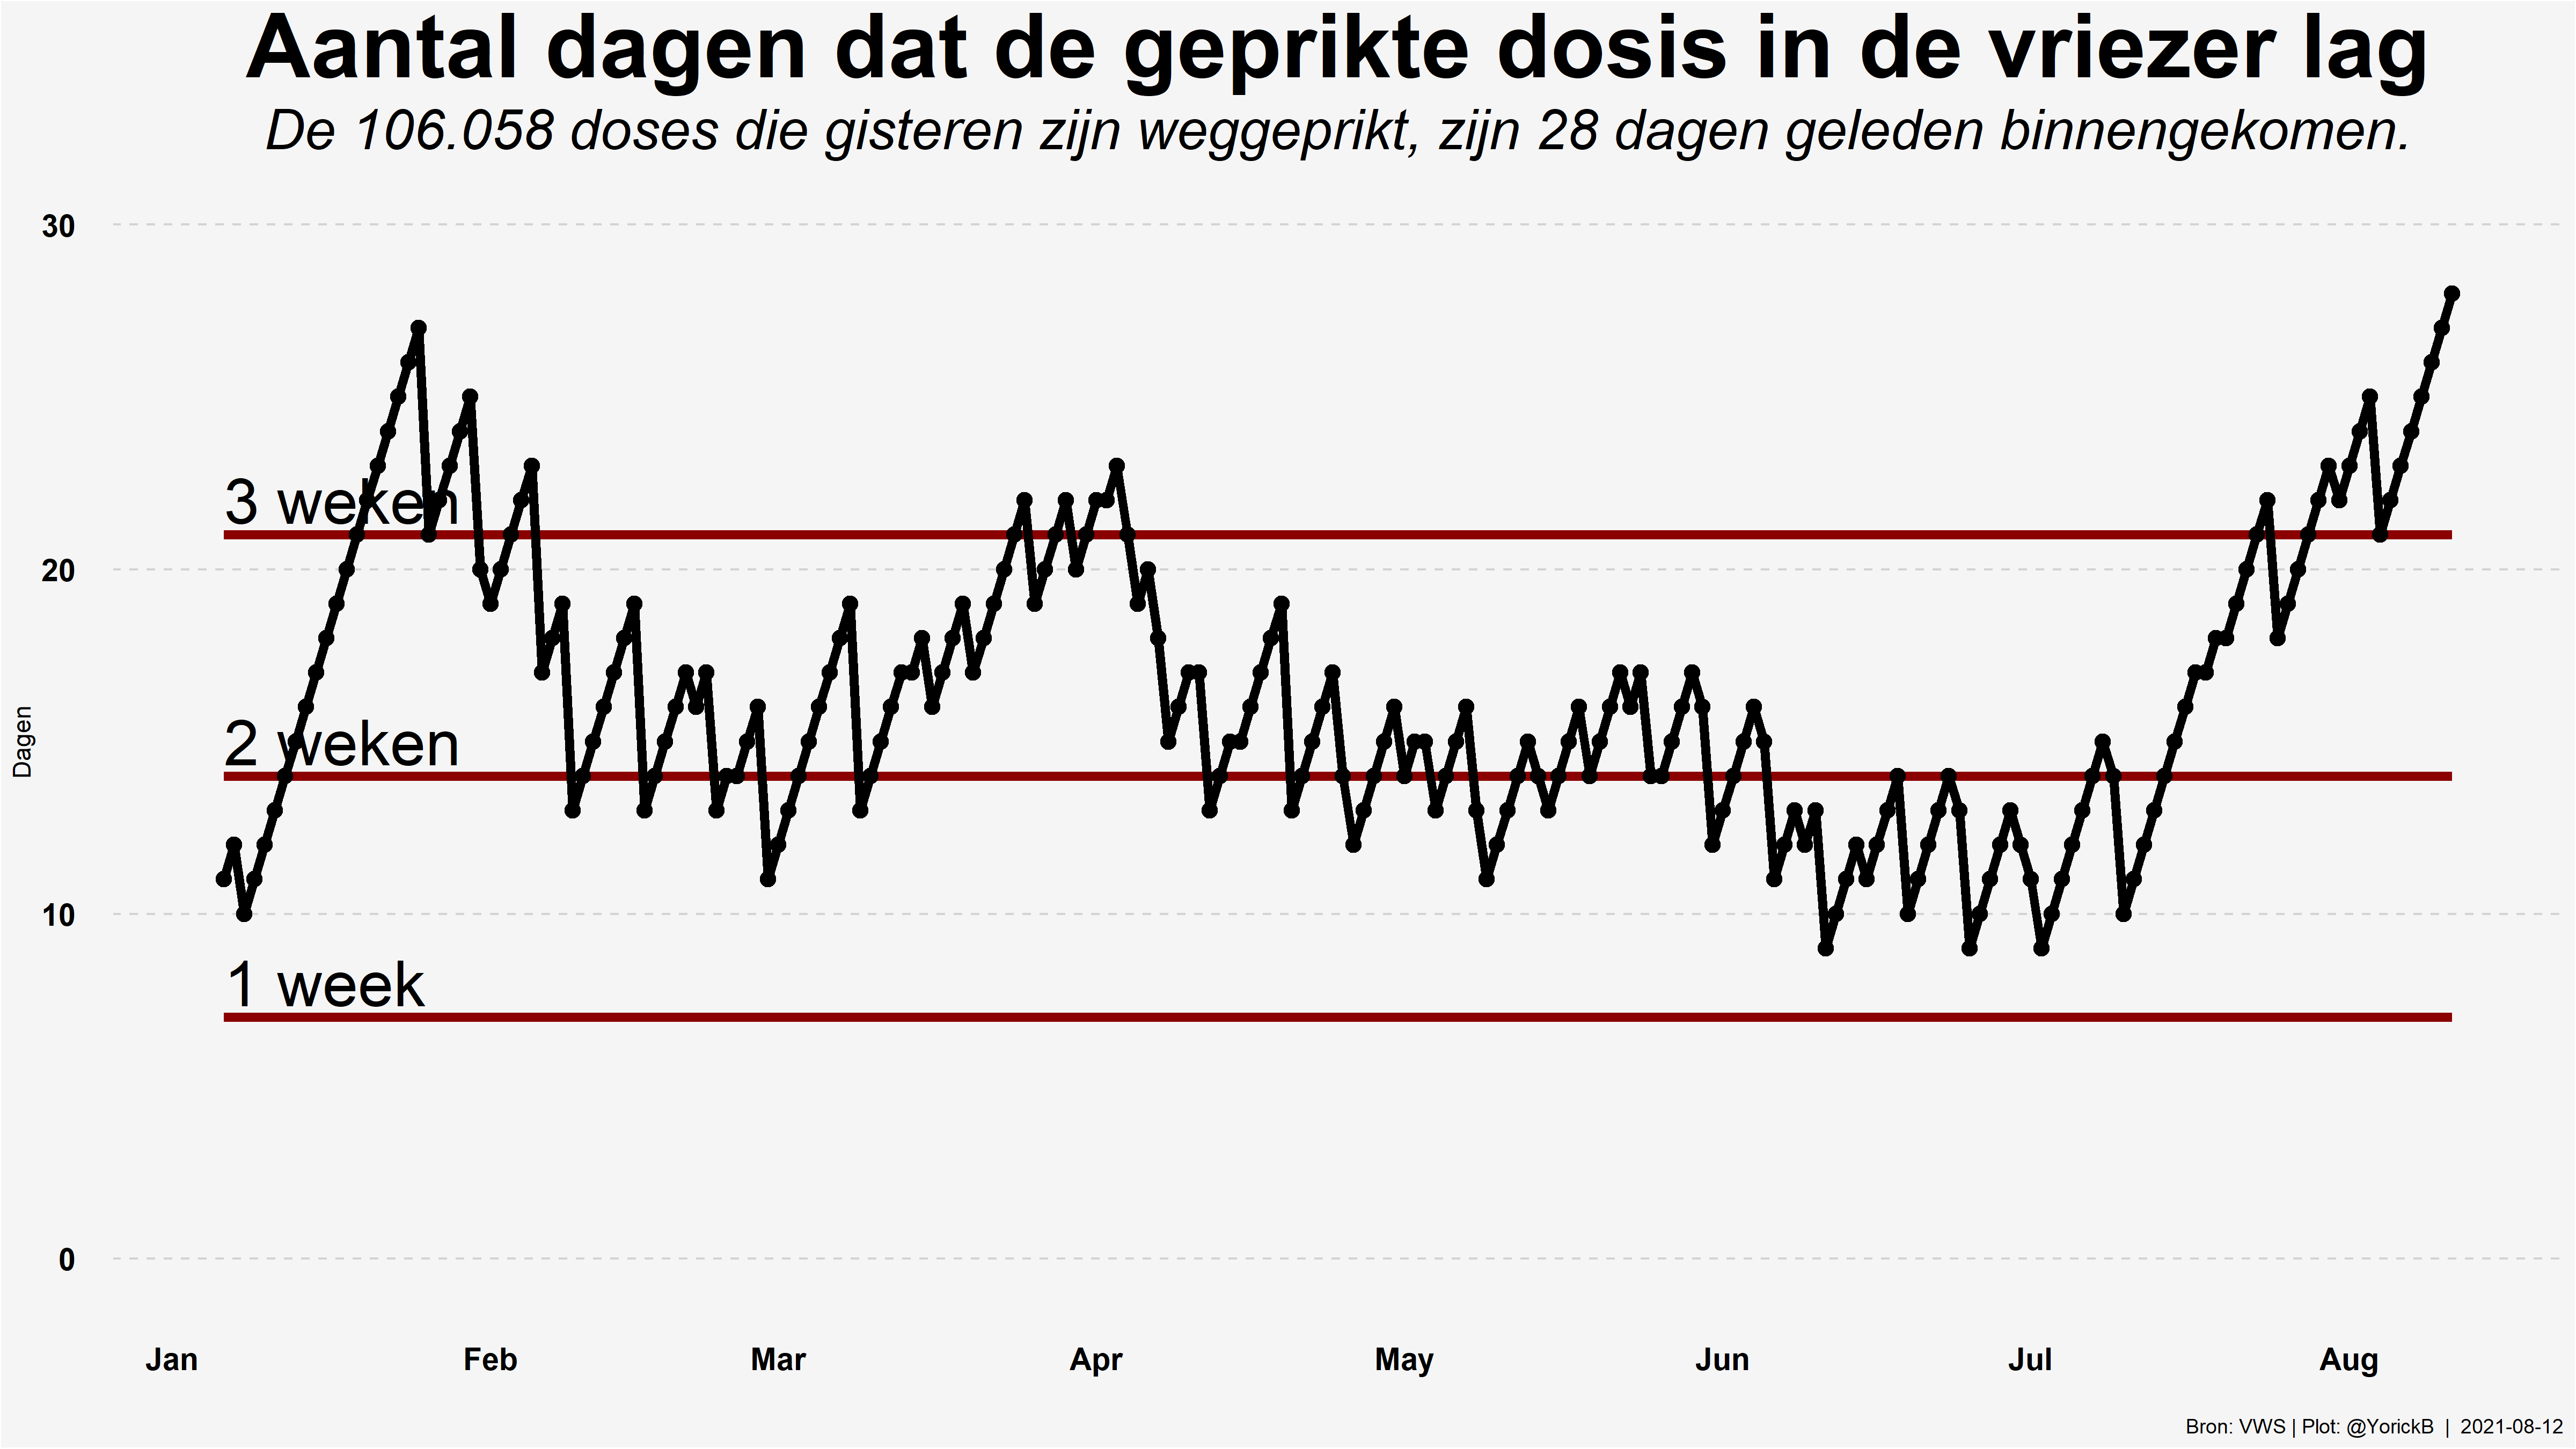 Aantal dagen dat de geprikte dosis in de vriezer lag
De 106.058 doses die gisteren zijn weggeprikt, zijn 28 dagen geleden binnengekomen.
30
3 weken
20
Dagen
2 weken
10
1 week
0
Jan Feb Mar Apr May Jun Jul Aug
Bron: VWS | Plot: @YorickB | 2021-08-12